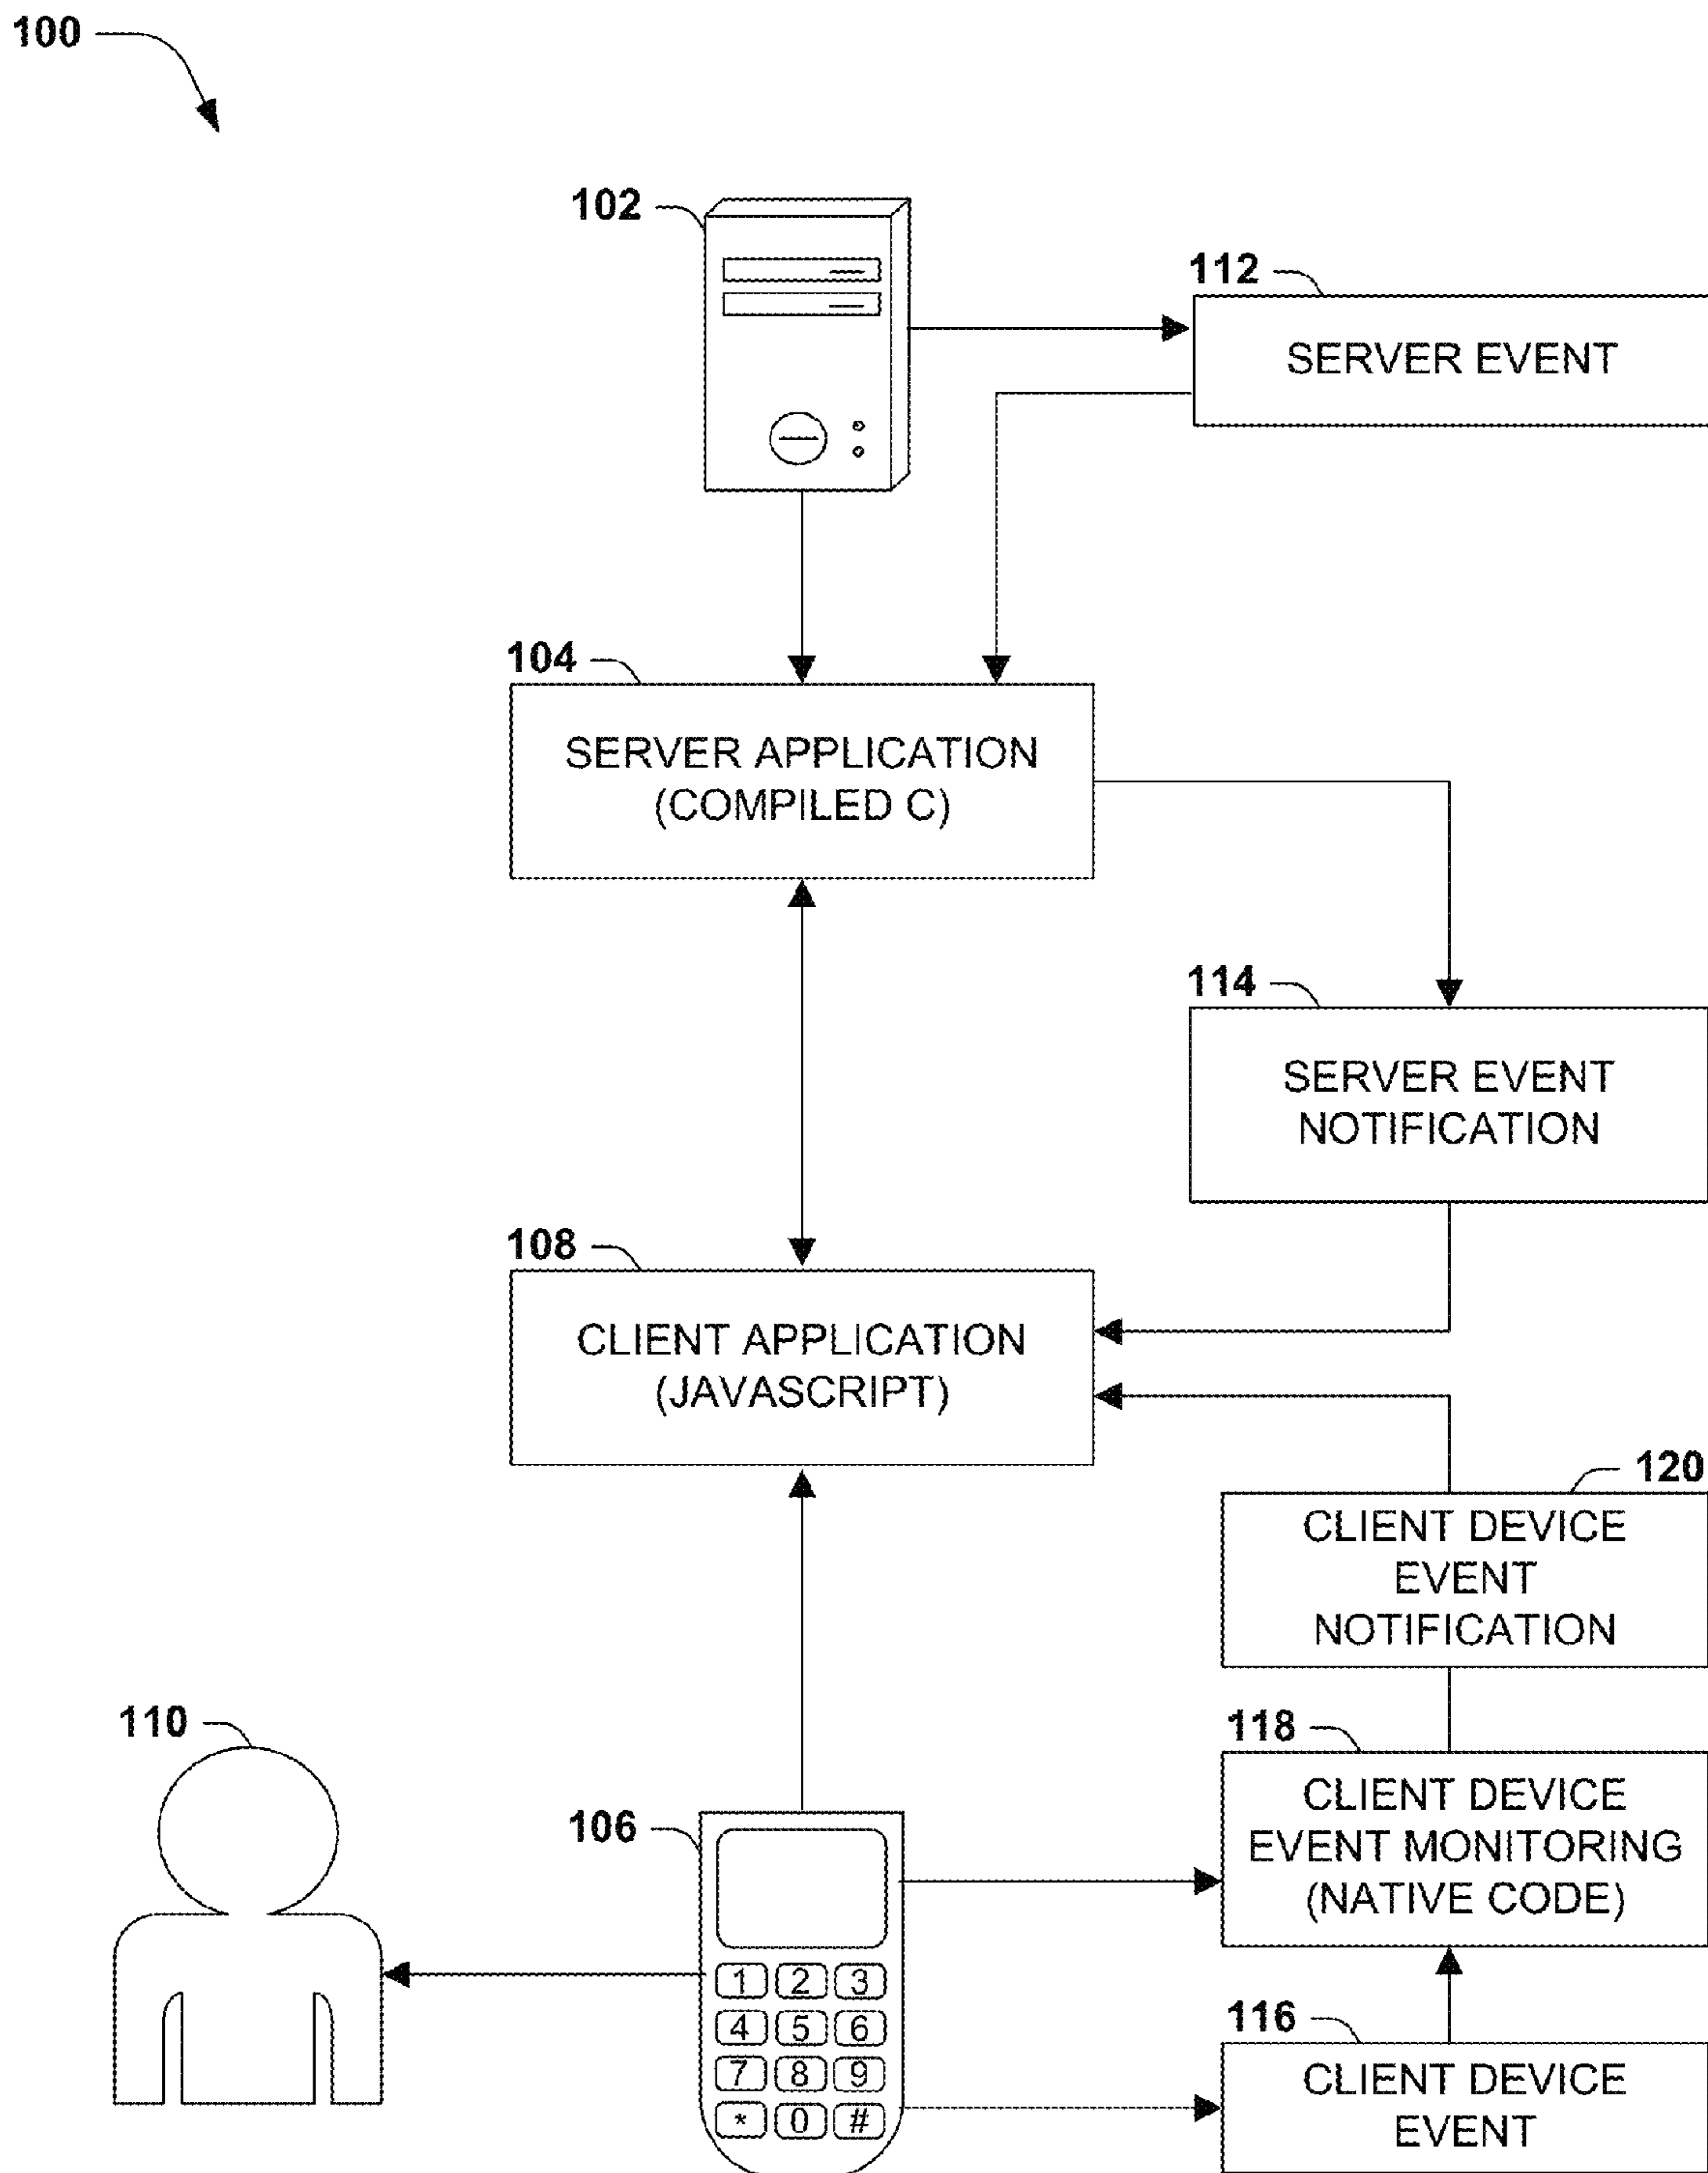 100
102
112
SERVER EVENT
104
SERVER APPLICATION
(COMPILED C)
114
SERVER EVENT
NOTIFICATION
108
CLIENT APPLICATION
(JAVASCRIPT)
120
CLIENT DEVICE
EVENT
NOTIFICATION
110
118
CLIENT DEVICE
EVENT MONITORING
(NATIVE CODE)
106
1 2 3
4 5 6
7 8 9
* 0 #
116
CLIENT DEVICE
EVENT